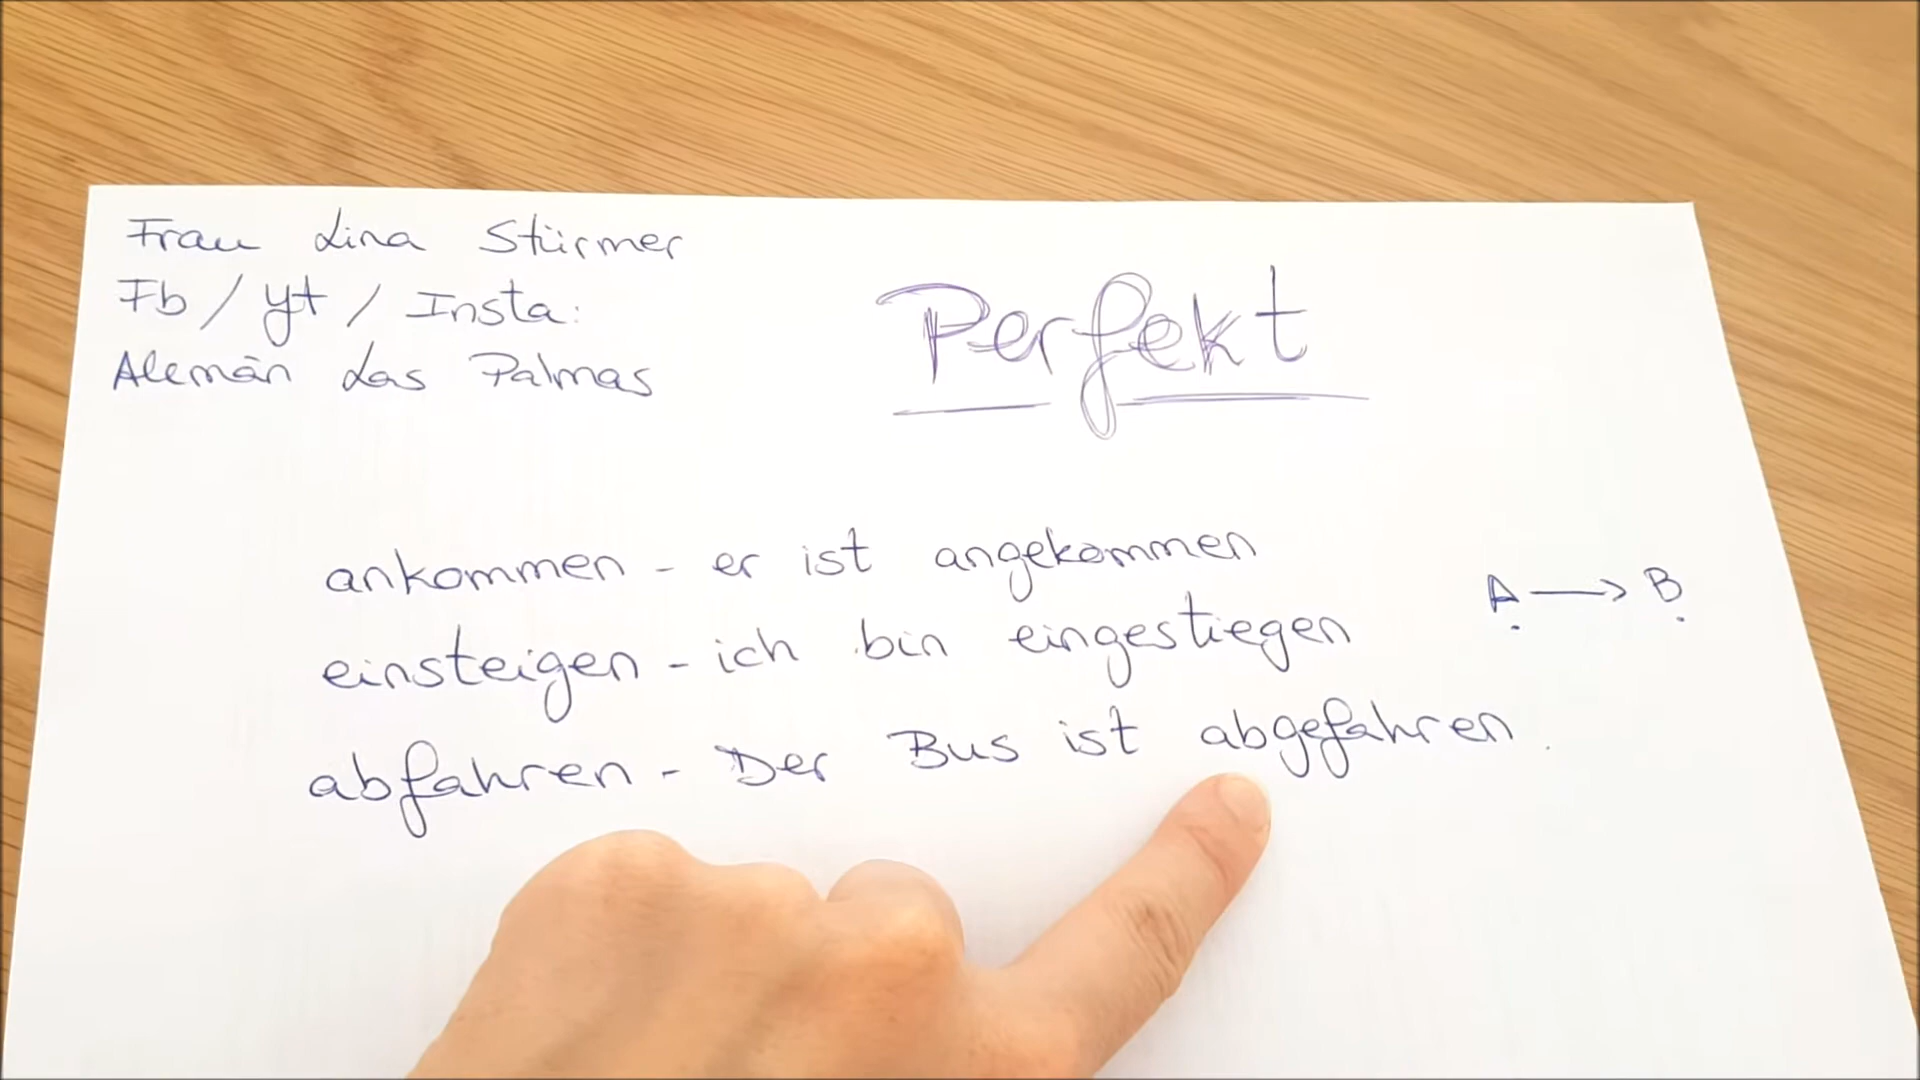 Frau Lina Stürmer
Fb / yt / Insta:
Alemán Las Palmas
Perfekt
ankommen - er ist angekommen
einsteigen - ich bin eingestiegen
abfahren - Der Bus ist abgefahren.
A → B